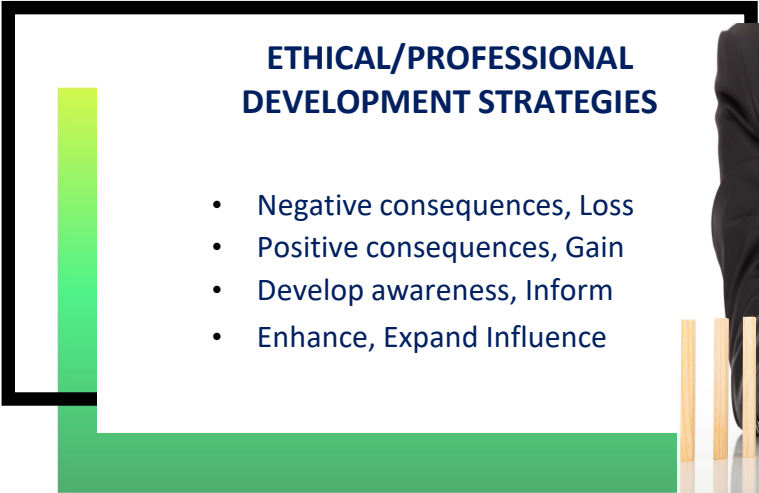 ETHICAL/PROFESSIONAL
DEVELOPMENT STRATEGIES
• Negative consequences, Loss
• Positive consequences, Gain
• Develop awareness, Inform
• Enhance, Expand Influence